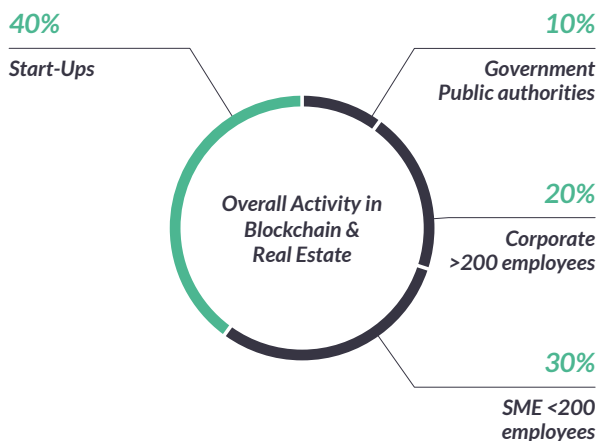 40%
Start-Ups
10%
Government
Public authorities
Overall Activity in
Blockchain &
Real Estate
20%
Corporate
>200 employees
30%
SME <200
employees